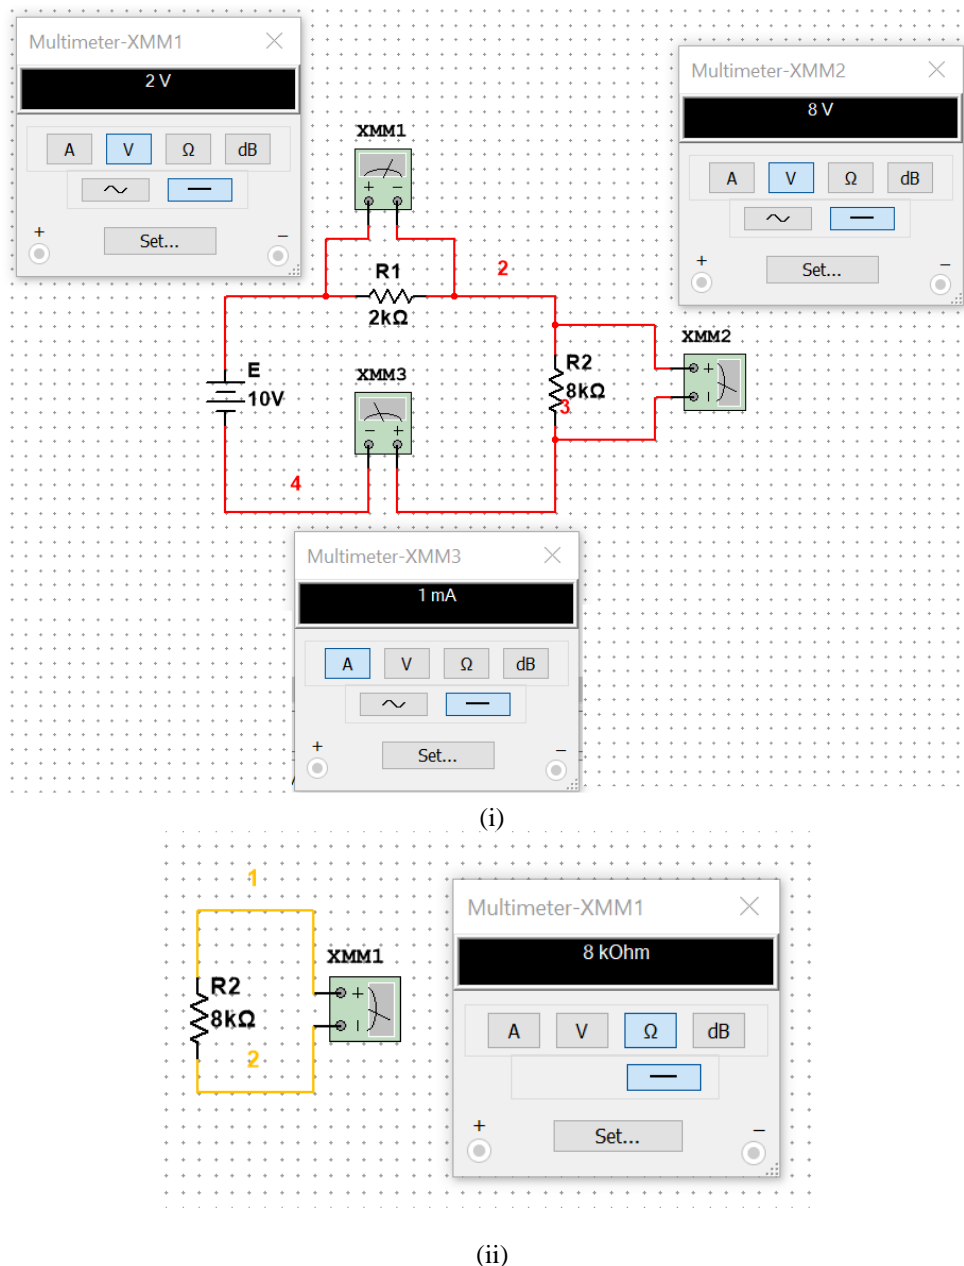 Multimeter-XMM1
2 V
A V Ω dB
Set...
+ −
Multimeter-XMM2
8 V
A V Ω dB
Set...
+ −
XMM1
+ −
R1
2kΩ
2
XMM2
+
R2
8kΩ
3
E
10V
XMM3
− +
4
Multimeter-XMM3
1 mA
A V Ω dB
Set...
+ −
(i)
1
XMM1
+
R2
8kΩ
2
Multimeter-XMM1
8 kOhm
A V Ω dB
Set...
+ −
(ii)